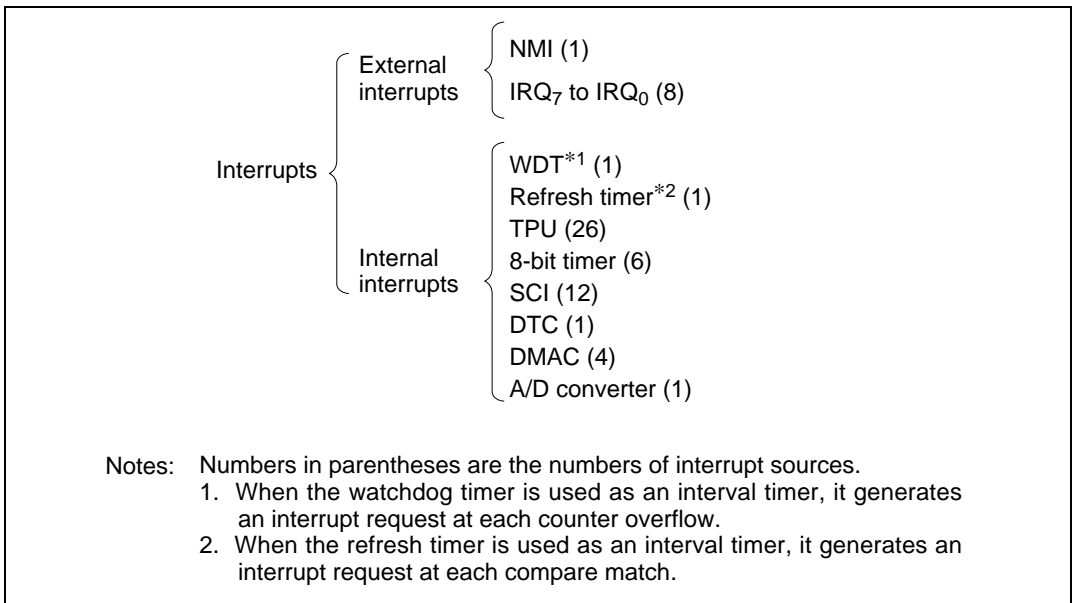 Interrupts
External
interrupts
NMI (1)
IRQ7 to IRQ0 (8)
Internal
interrupts
WDT*1 (1)
Refresh timer*2 (1)
TPU (26)
8-bit timer (6)
SCI (12)
DTC (1)
DMAC (4)
A/D converter (1)
Notes: Numbers in parentheses are the numbers of interrupt sources.
1. When the watchdog timer is used as an interval timer, it generates
an interrupt request at each counter overflow.
2. When the refresh timer is used as an interval timer, it generates an
interrupt request at each compare match.